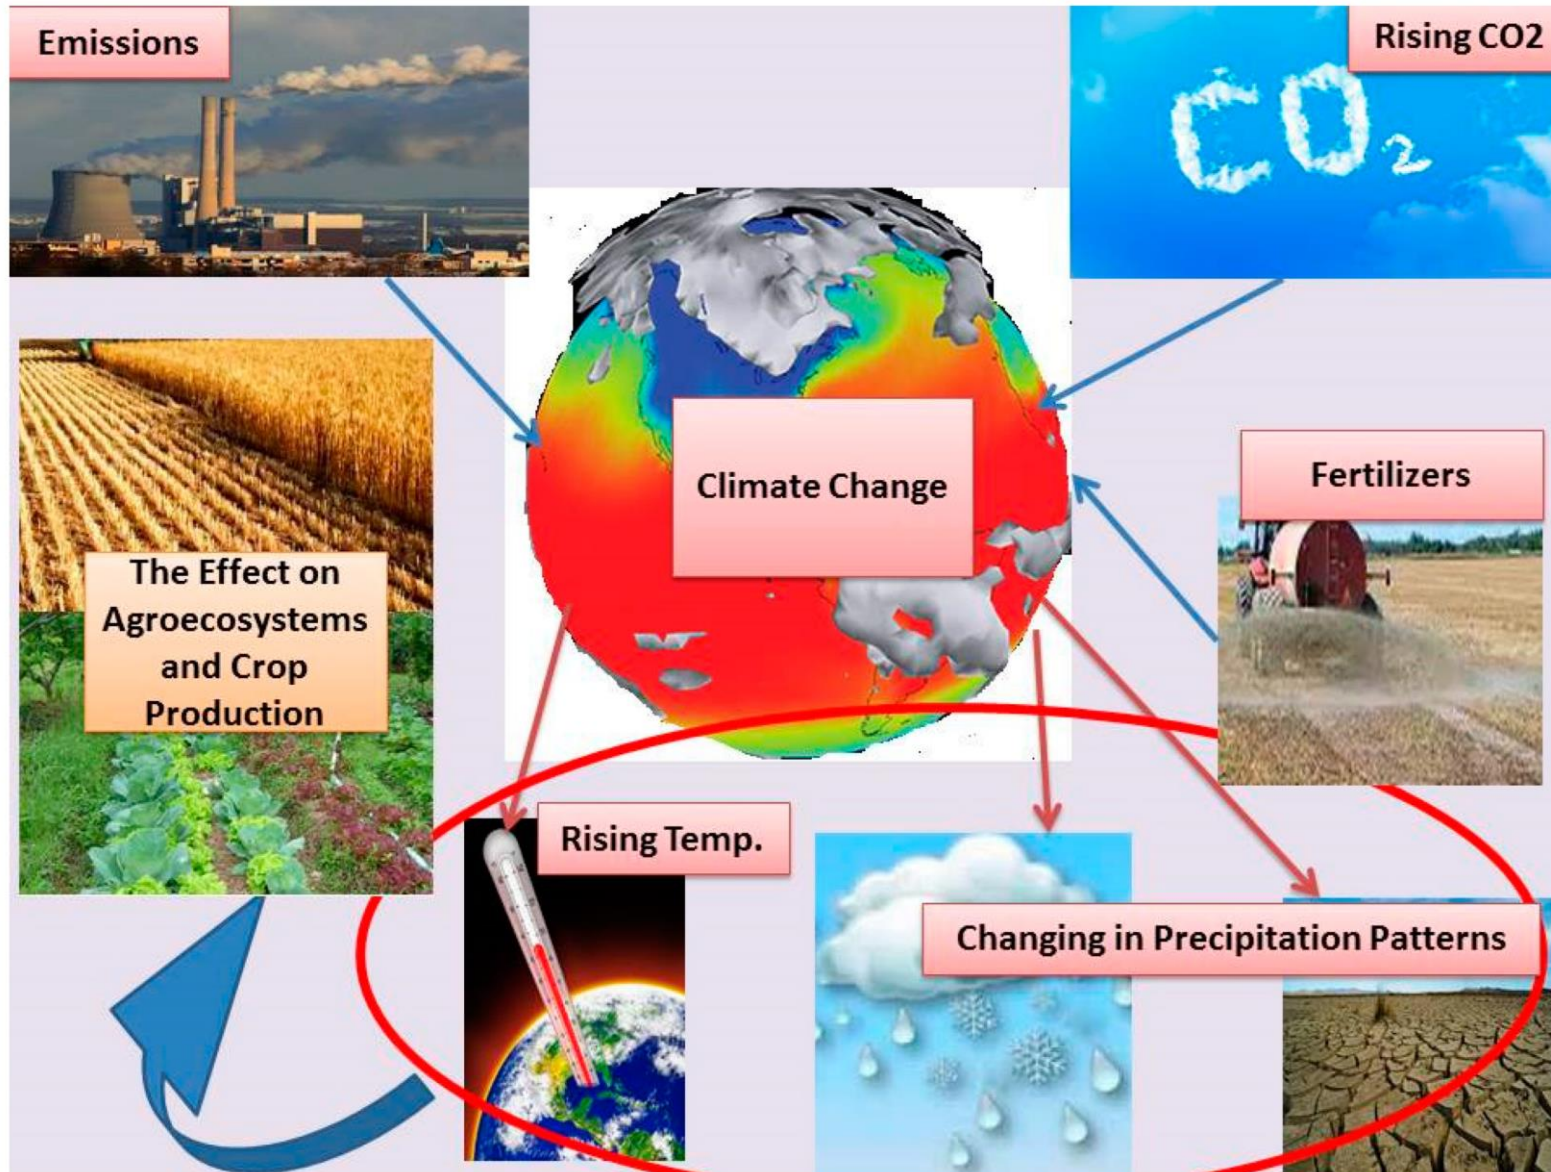 Emissions
Rising CO2
CO2
Climate Change
Fertilizers
The Effect on
Agroecosystems
and Crop
Production
Rising Temp.
Changing in Precipitation Patterns